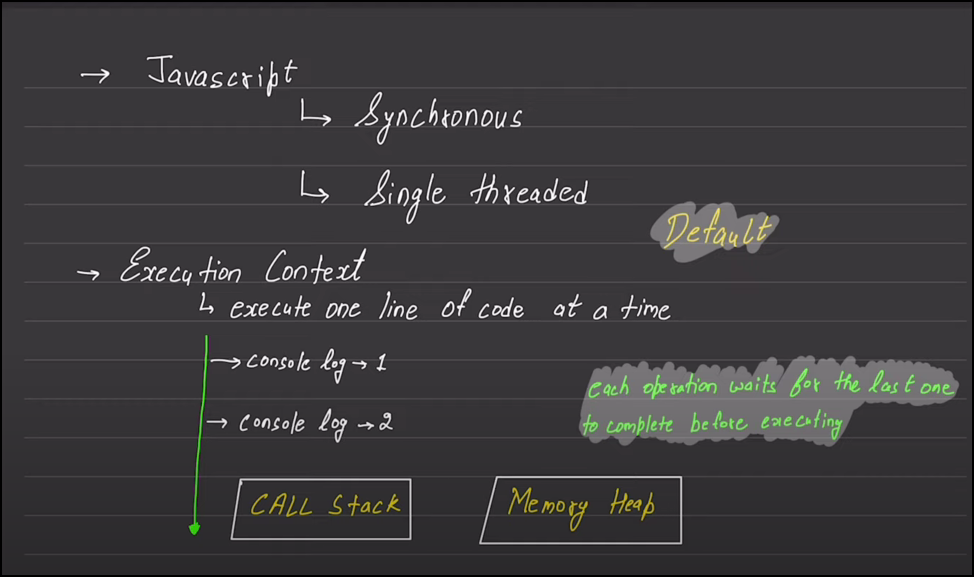 → Javascript
↳ Synchronous
↳ Single threaded
Default
→ Execution Context
↳ execute one line of code at a time
→ console log → 1
each operation waits for the last one
to complete before executing
→ console log → 2
CALL Stack
Memory Heap